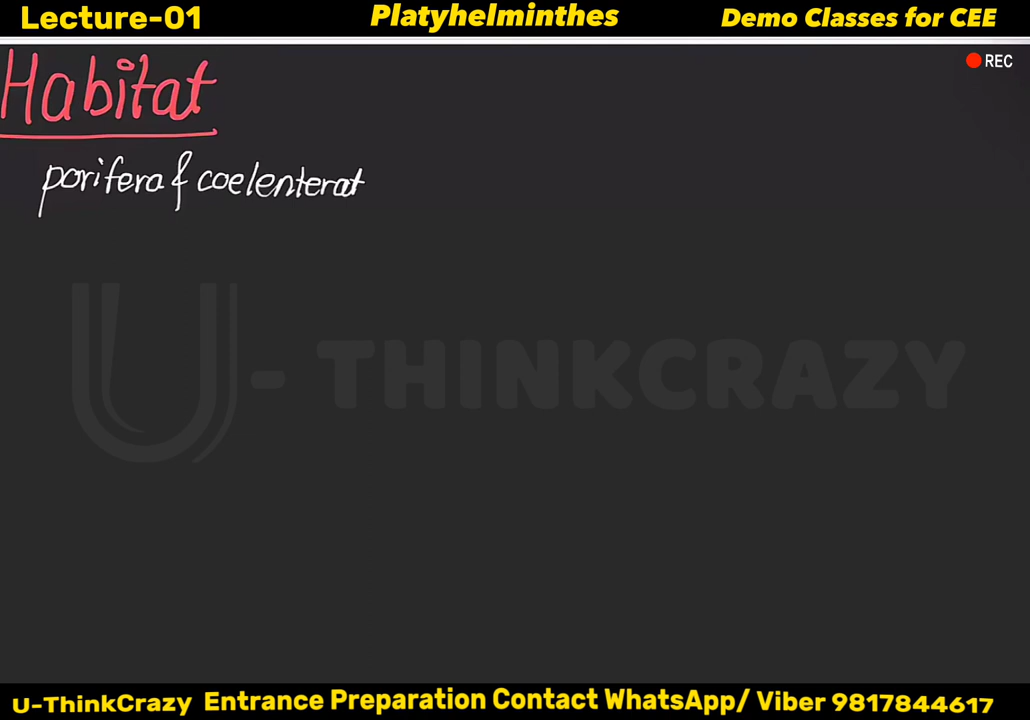 Lecture-01 Platyhelminthes Demo Classes for CEE
REC
Habitat
porifera & coelenterat
U-THINKCRAZY
U-ThinkCrazy Entrance Preparation Contact WhatsApp/ Viber 9817844617